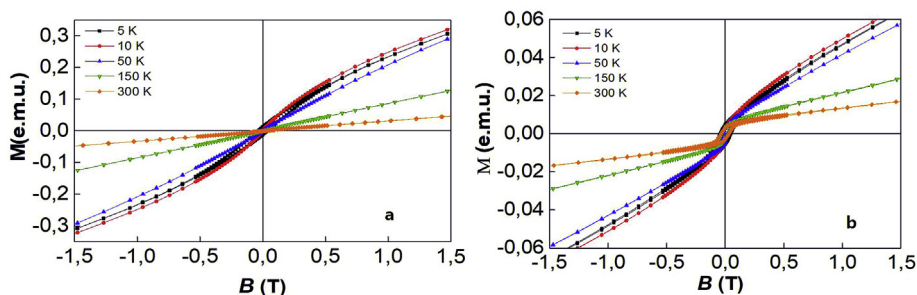 M(e.m.u.)
0,3
0,2
0,1
0,0
-0,1
-0,2
-0,3
5 K
10 K
50 K
150 K
300 K
a
-1,5 -1,0 -0,5 0,0 0,5 1,0 1,5
B (T)
M (e.m.u.)
0,06
0,04
0,02
0,00
-0,02
-0,04
-0,06
5 K
10 K
50 K
150 K
300 K
b
-1,5 -1,0 -0,5 0,0 0,5 1,0 1,5
B (T)